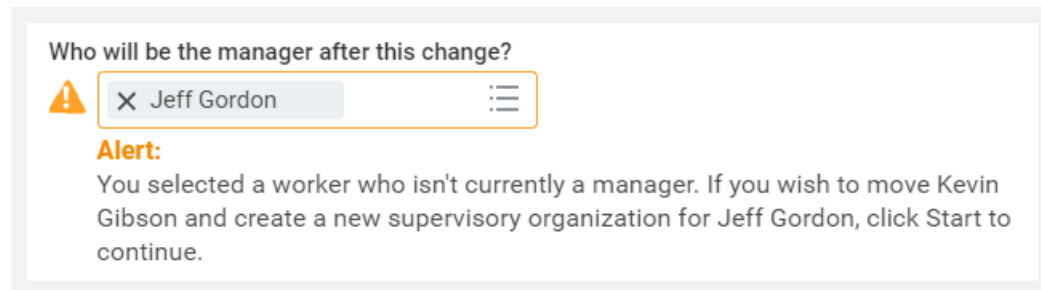 Who will be the manager after this change?
Jeff Gordon
Alert:
You selected a worker who isn't currently a manager. If you wish to move Kevin
Gibson and create a new supervisory organization for Jeff Gordon, click Start to
continue.